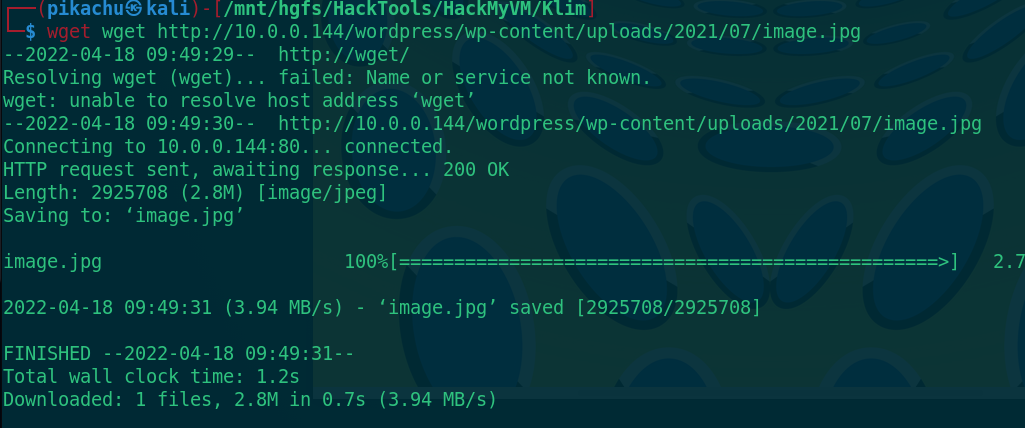 ┌──(pikachu㉿kali)-[/mnt/hgfs/HackTools/HackMyVM/Klim]
└─$ wget wget http://10.0.0.144/wordpress/wp-content/uploads/2021/07/image.jpg
--2022-04-18 09:49:29--  http://wget/
Resolving wget (wget)... failed: Name or service not known.
wget: unable to resolve host address ‘wget’
--2022-04-18 09:49:30--  http://10.0.0.144/wordpress/wp-content/uploads/2021/07/image.jpg
Connecting to 10.0.0.144:80... connected.
HTTP request sent, awaiting response... 200 OK
Length: 2925708 (2.8M) [image/jpeg]
Saving to: ‘image.jpg’
image.jpg                      100%[=================================================>]   2.7
2022-04-18 09:49:31 (3.94 MB/s) - ‘image.jpg’ saved [2925708/2925708]
FINISHED --2022-04-18 09:49:31--
Total wall clock time: 1.2s
Downloaded: 1 files, 2.8M in 0.7s (3.94 MB/s)